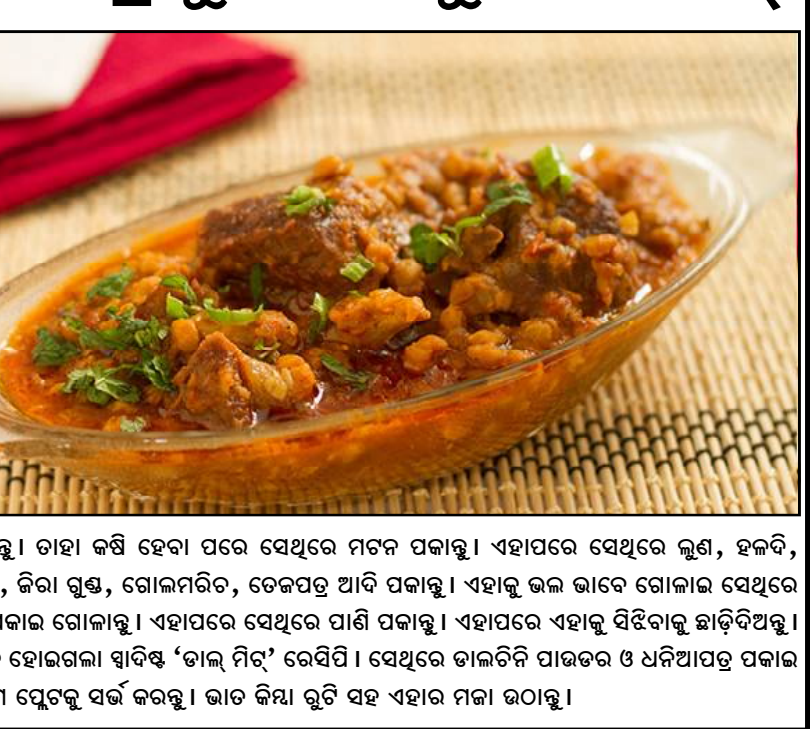 ତାହା କଷି ହେବା ପରେ ସେଥିରେ ମଟନ ପକାନ୍ତୁ। ଏହାପରେ ସେଥିରେ ଲୁଣ, ହଳଦି,
ଜିରା ଗୁଣ୍ଡ, ଗୋଲମରିଚ, ତେଜପତ୍ର ଆଦି ପକାନ୍ତୁ। ଏହାକୁ ଭଲ ଭାବେ ଗୋଳାଇ ସେଥିରେ
ଗୋଳାନ୍ତୁ। ଏହାପରେ ସେଥିରେ ପାଣି ପକାନ୍ତୁ। ଏହାପରେ ଏହାକୁ ସିଝିବାକୁ ଛାଡ଼ିଦିଅନ୍ତୁ।
ହୋଇଗଲା ସ୍ୱାଦିଷ୍ଟ ‘ଡାଲ୍ ମିଟ୍’ ରେସିପି। ସେଥିରେ ଡାଲଚିନି ପାଉଡର ଓ ଧନିଆପତ୍ର ପକାଇ
ପ୍ଲେଟକୁ ସର୍ଭ କରନ୍ତୁ। ଭାତ କିମ୍ୱା ରୁଟି ସହ ଏହାର ମଜା ଉଠାନ୍ତୁ।